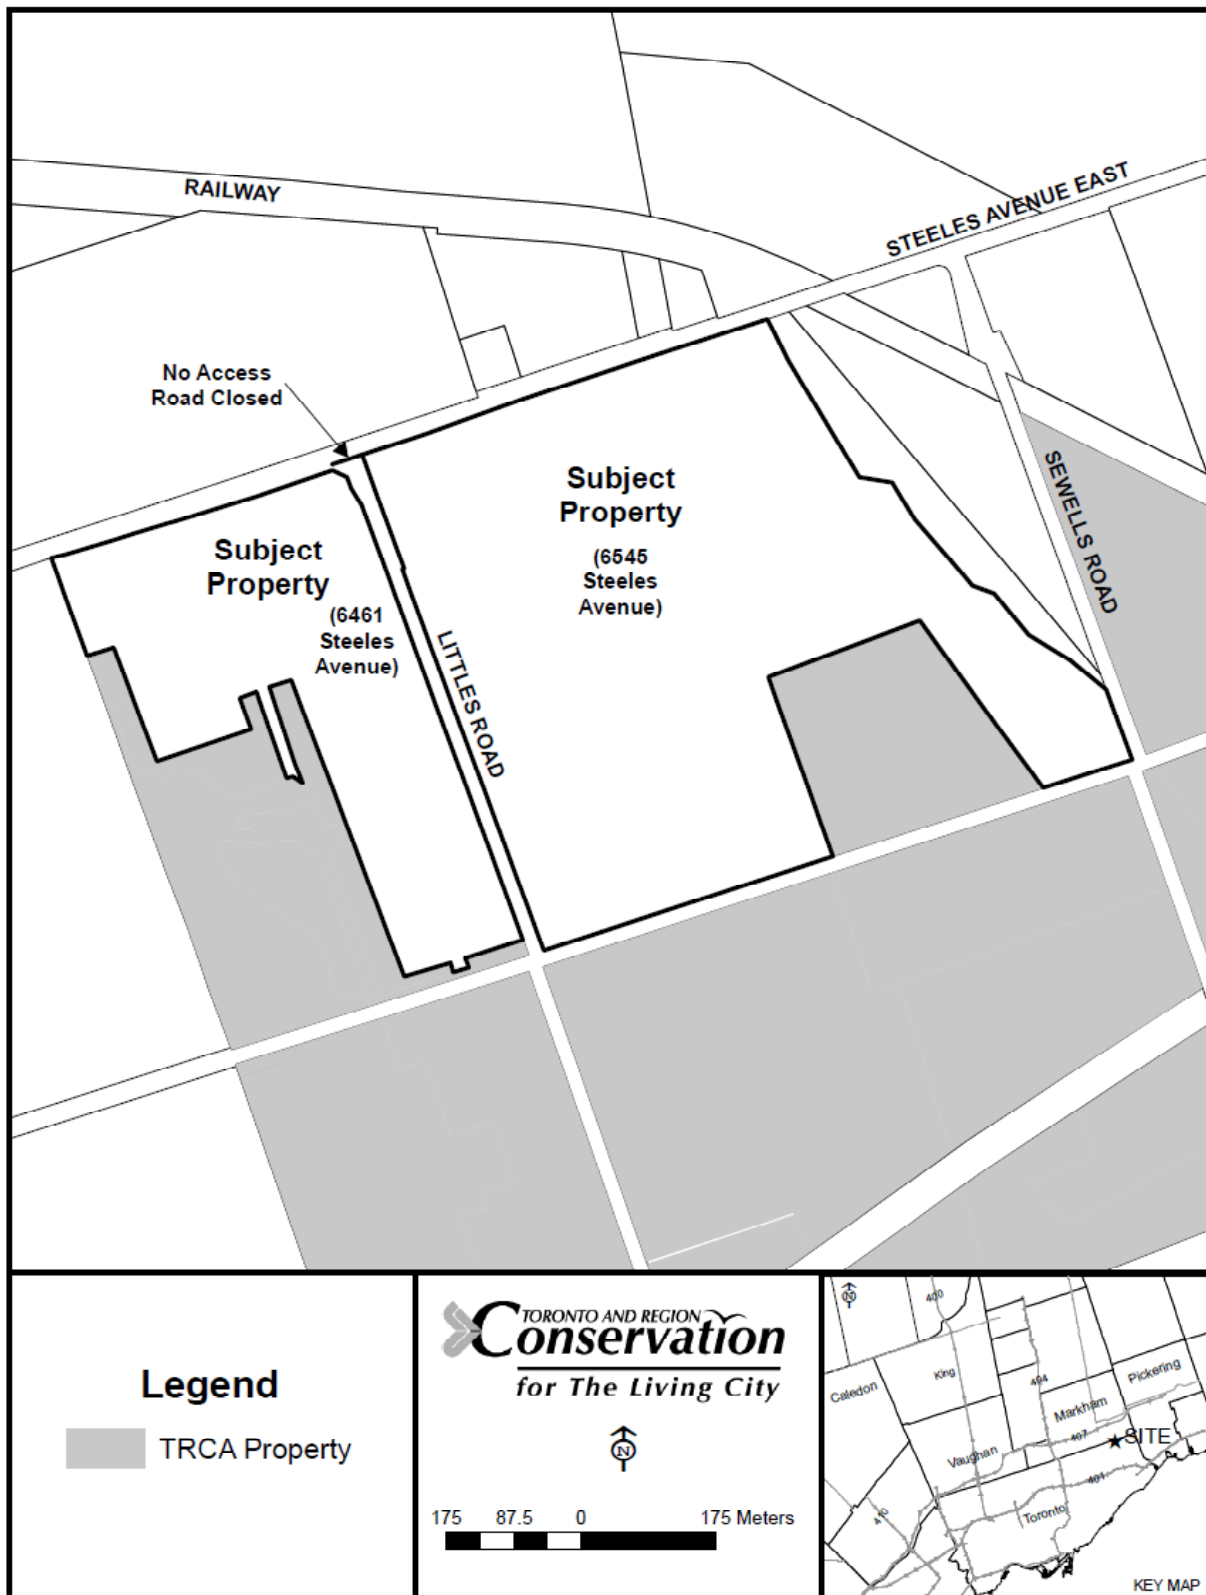 RAILWAY
STEELES AVENUE EAST
No Access
Road Closed
Subject
Property
(6545
Steeles
Avenue)
SEWELLS ROAD
Subject
Property
(6461
Steeles
Avenue)
LITTLES ROAD
Legend
TRCA Property
TORONTO AND REGION
Conservation
for The Living City
N
175 87.5 0 175 Meters
N
400
King
Caledon
404
Pickering
Markham
407
SITE
Vaughan
401
410
Toronto
KEY MAP